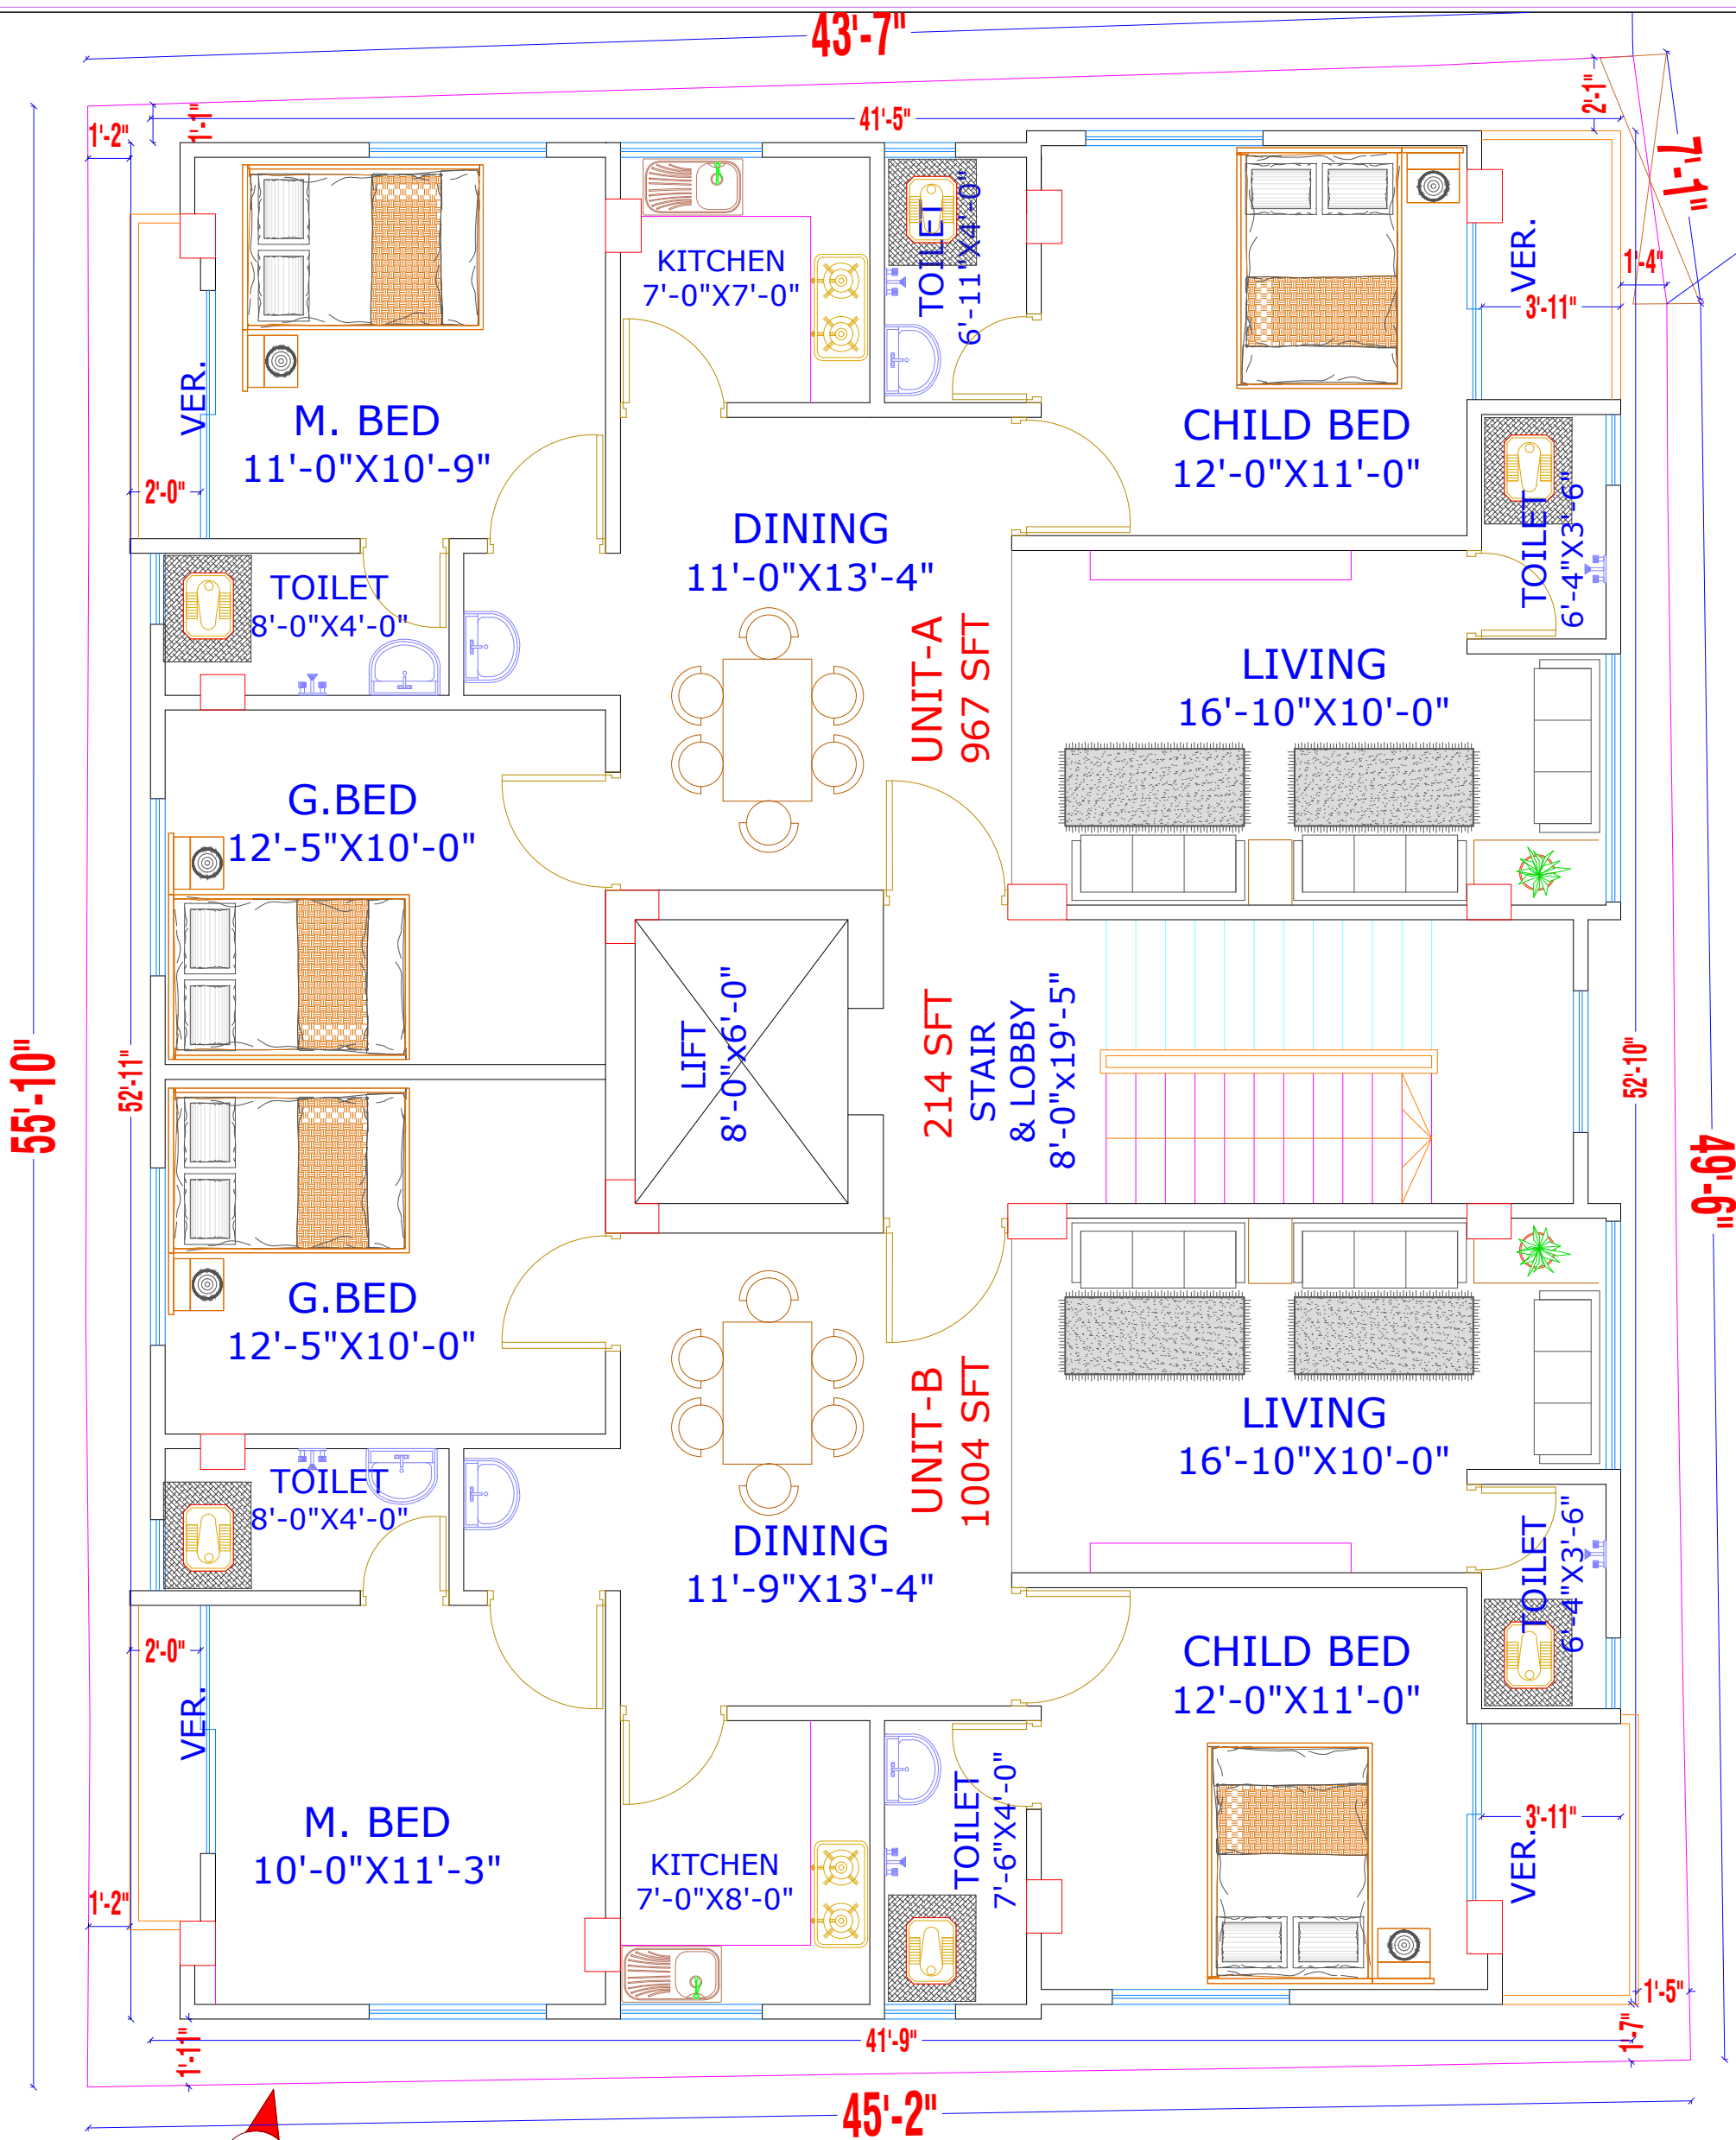 43'-7"
41'-5"
1'-2"
1'-1"
2'-1"
7'-1"
1'-4"
KITCHEN
7'-0"X7'-0"
TOILET
6'-11"X4'-0"
VER.
3'-11"
VER.
M. BED
11'-0"X10'-9"
CHILD BED
12'-0"X11'-0"
2'-0"
DINING
11'-0"X13'-4"
TOILET
6'-4"X3'-6"
TOILET
8'-0"X4'-0"
UNIT-A
967 SFT
LIVING
16'-10"X10'-0"
G.BED
12'-5"X10'-0"
55'-10"
52'-11"
LIFT
8'-0"x6'-0"
214 SFT
STAIR
& LOBBY
8'-0"x19'-5"
52'-10"
49'-6"
G.BED
12'-5"X10'-0"
UNIT-B
1004 SFT
LIVING
16'-10"X10'-0"
TOILET
8'-0"X4'-0"
DINING
11'-9"X13'-4"
TOILET
6'-4"X3'-6"
2'-0"
VER.
CHILD BED
12'-0"X11'-0"
M. BED
10'-0"X11'-3"
KITCHEN
7'-0"X8'-0"
TOILET
7'-6"X4'-0"
VER.
3'-11"
1'-2"
1'-5"
1'-11"
41'-9"
1'-7"
45'-2"